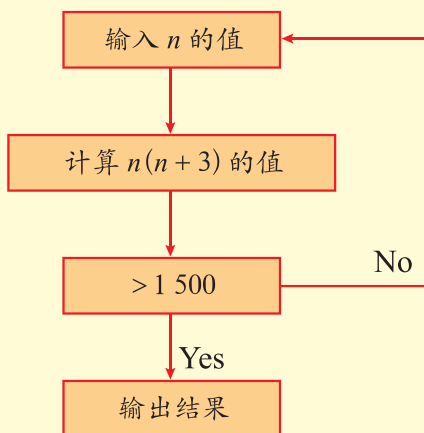 输入 n 的值
计算 n(n + 3) 的值
> 1 500
No
Yes
输出结果